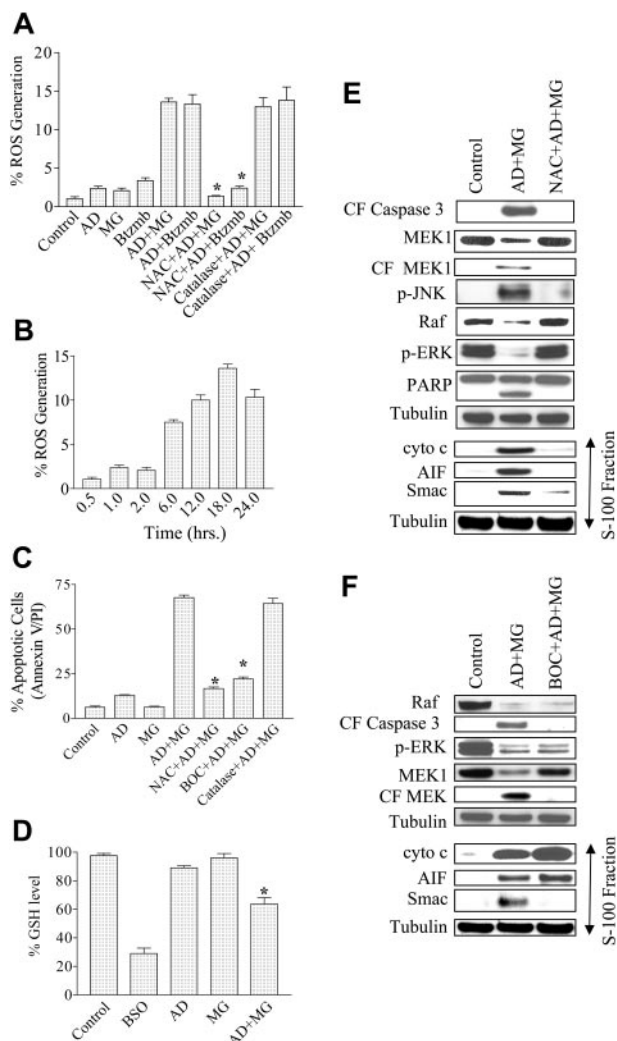 A
% ROS Generation
20
15
10
5
0
Control
AD
MG
Btzmb
AD+MG
AD+Btzmb
NAC+AD+MG
NAC+AD+Btzmb
Catalase+AD+MG
Catalase+AD+ Btzmb
*
*
B
% ROS Generation
15
10
5
0
0.5
1.0
2.0
6.0
12.0
18.0
24.0
Time (hrs.)
C
% Apoptotic Cells
(Annexin V/PI)
75
50
25
0
Control
AD
MG
AD+MG
NAC+AD+MG
BOC+AD+MG
Catalase+AD+MG
*
*
D
% GSH level
100
80
60
40
20
0
Control
BSO
AD
MG
AD+MG
*
E
Control
AD+MG
NAC+AD+MG
CF Caspase 3
MEK1
CF MEK1
p-JNK
Raf
p-ERK
PARP
Tubulin
cyto c
AIF
Smac
Tubulin
S-100 Fraction
F
Control
AD+MG
BOC+AD+MG
Raf
CF Caspase 3
p-ERK
MEK1
CF MEK
Tubulin
cyto c
AIF
Smac
Tubulin
S-100 Fraction